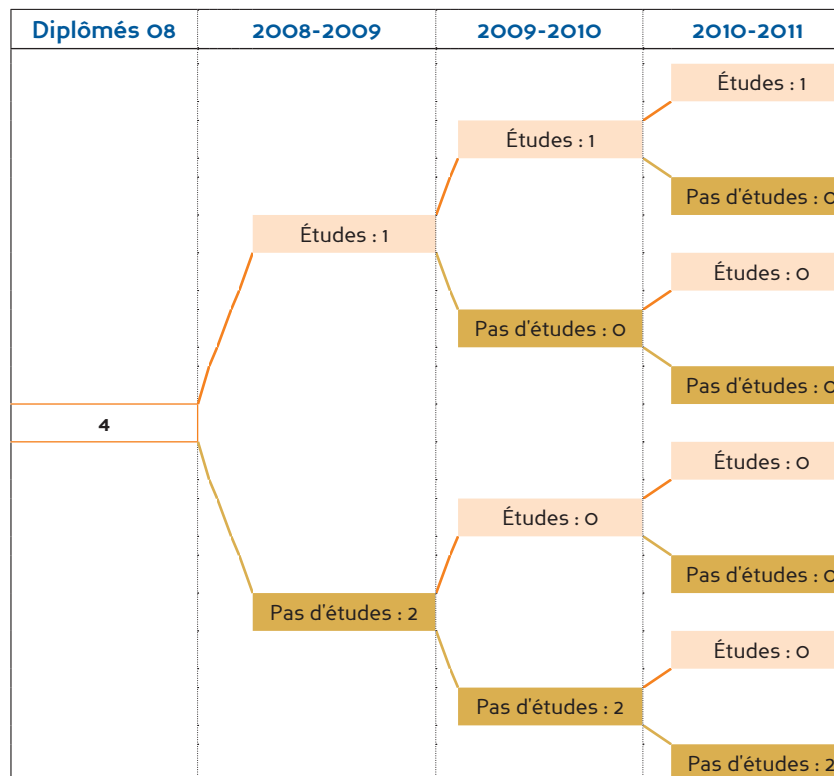 Diplômés 08 2008-2009 2009-2010 2010-2011
Études : 1
Études : 1
Pas d'études : 0
Études : 1
Études : 0
Pas d'études : 0
Pas d'études : 0
4
Études : 0
Études : 0
Pas d'études : 0
Pas d'études : 2
Études : 0
Pas d'études : 2
Pas d'études : 2